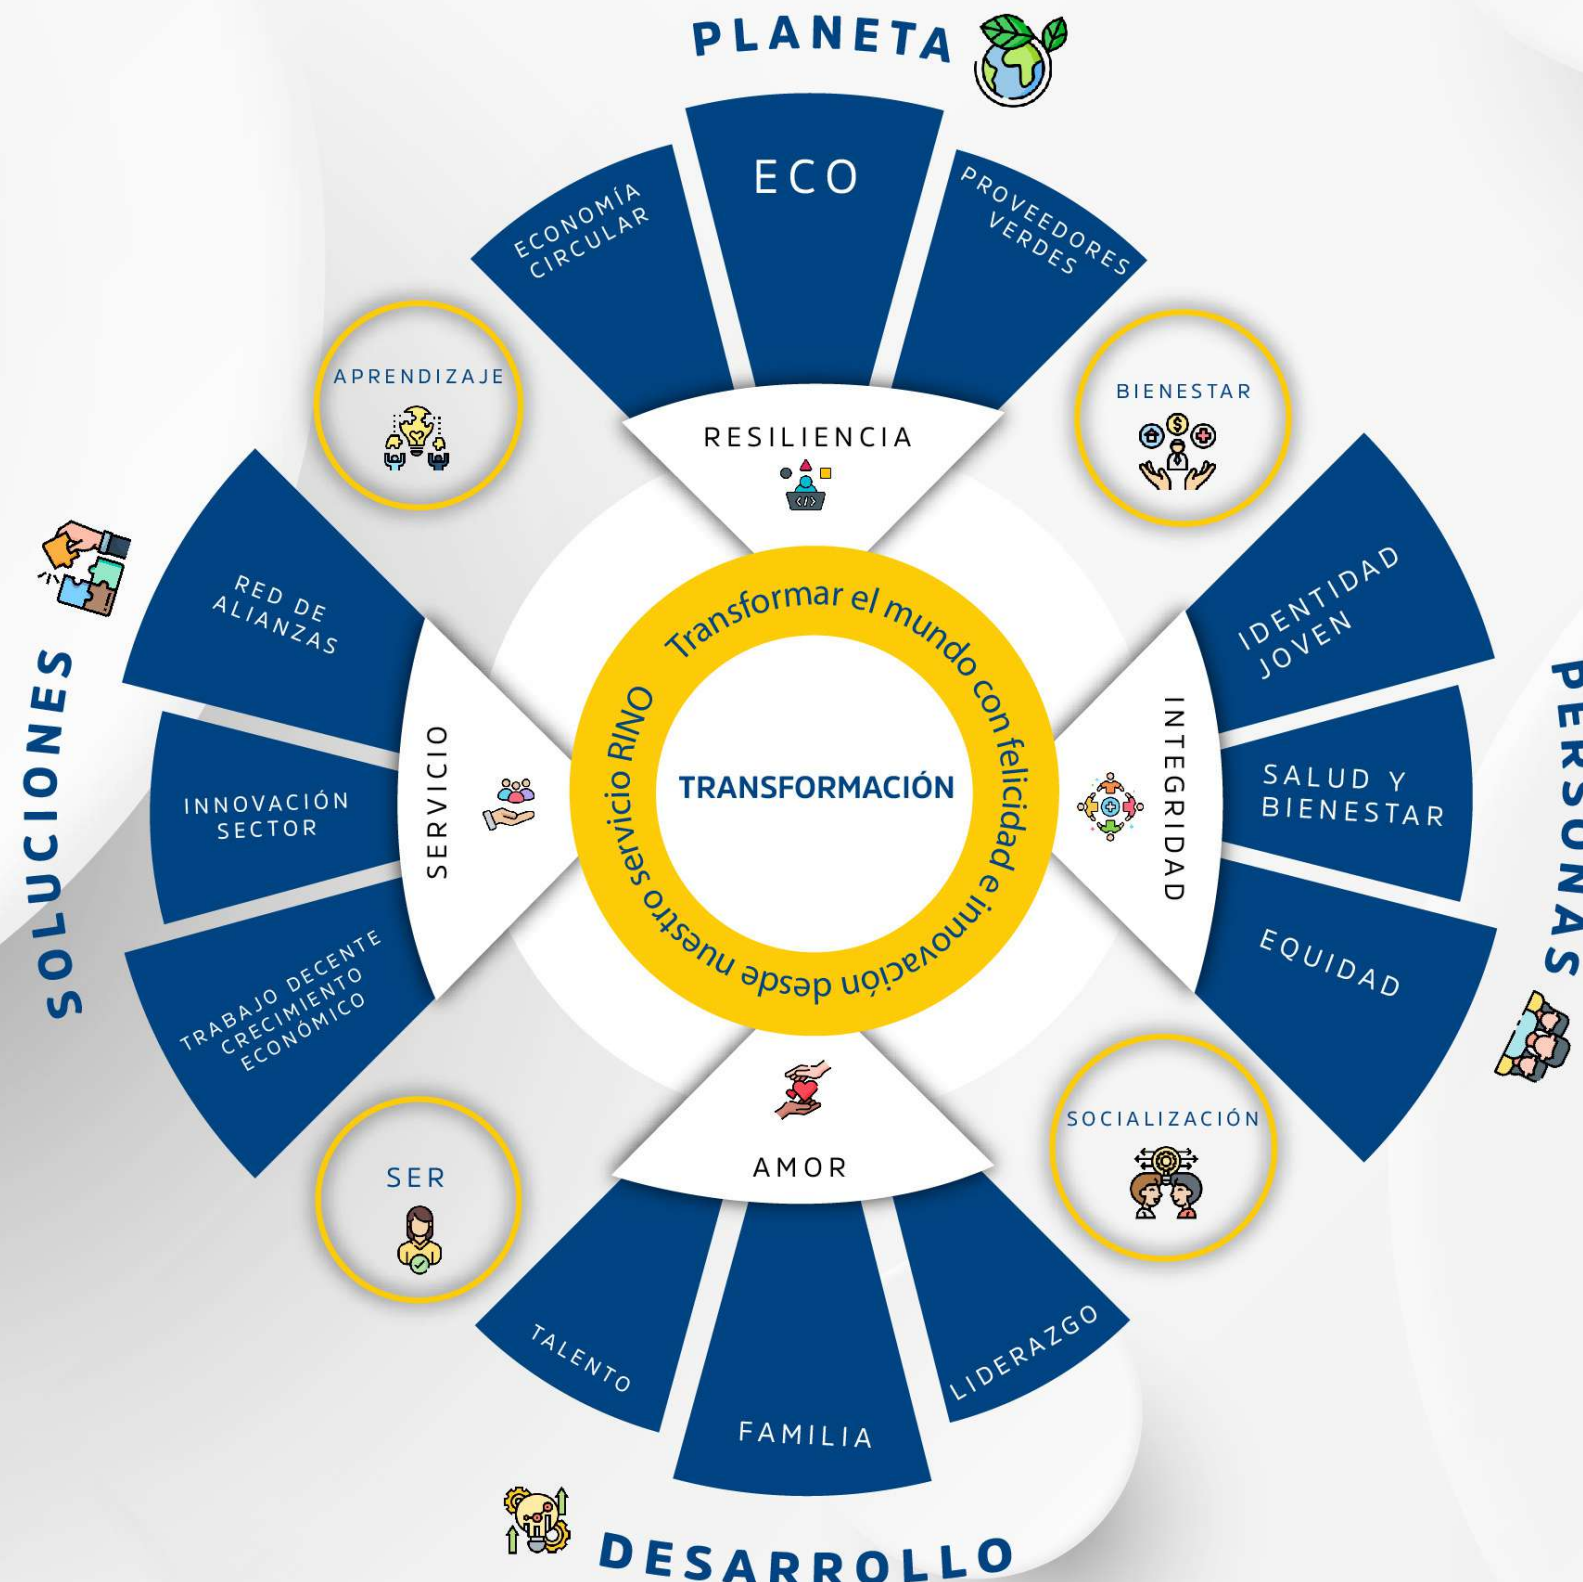 PLANETA
ECONOMÍA
CIRCULAR
ECO
PROVEEDORES
VERDES
APRENDIZAJE
BIENESTAR
RESILIENCIA
RED DE
ALIANZAS
INNOVACIÓN
SECTOR
TRABAJO DECENTE
CRECIMIENTO
ECONÓMICO
SOLUCIONES
SERVICIO
Transformar el mundo con felicidad e innovación desde nuestro servicio RINO
TRANSFORMACIÓN
INTEGRIDAD
IDENTIDAD
JOVEN
SALUD Y
BIENESTAR
EQUIDAD
PERSONAS
SER
SOCIALIZACIÓN
AMOR
TALENTO
FAMILIA
LIDERAZGO
DESARROLLO